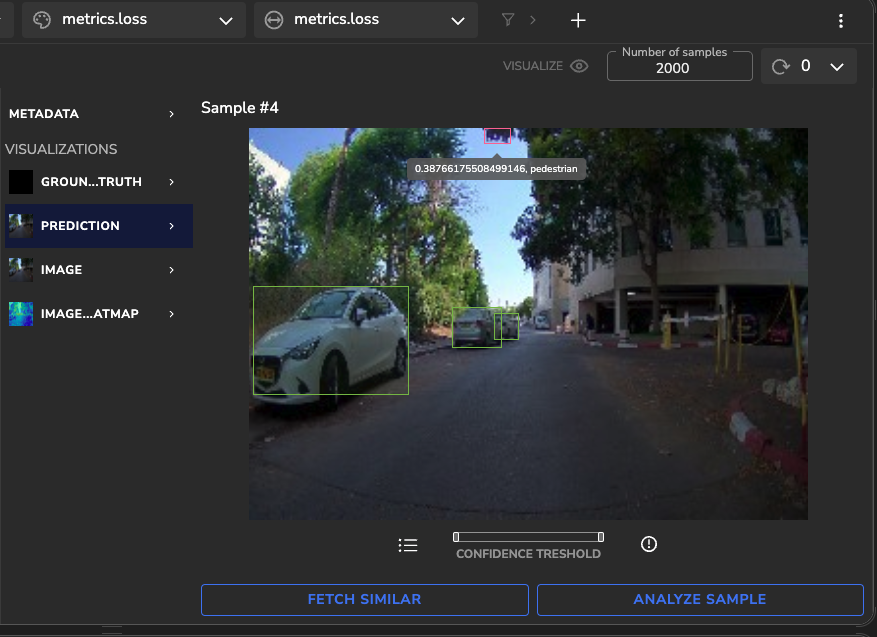 metrics.loss
metrics.loss
VISUALIZE
Number of samples
2000
0
METADATA
Sample #4
VISUALIZATIONS
GROUN...TRUTH
PREDICTION
IMAGE
IMAGE...ATMAP
0.38766175508499146, pedestrian
CONFIDENCE TRESHOLD
FETCH SIMILAR
ANALYZE SAMPLE